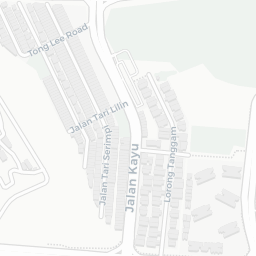 Tong Lee Road
Jalan Tari Lilin
Jalan Tari Serimpi
Jalan Kayu
Lorong Tanggam